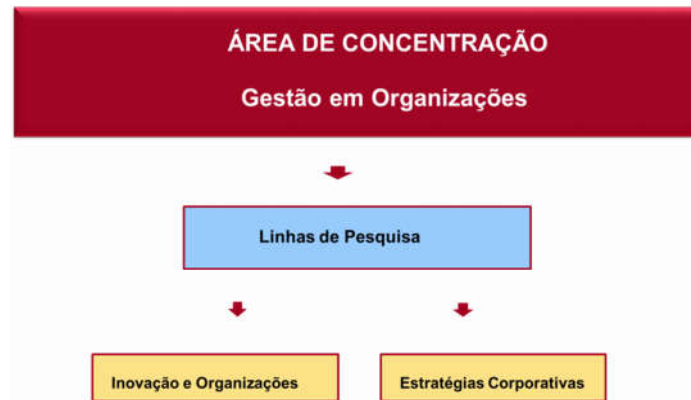 ÁREA DE CONCENTRAÇÃO
Gestão em Organizações
Linhas de Pesquisa
Inovação e Organizações
Estratégias Corporativas